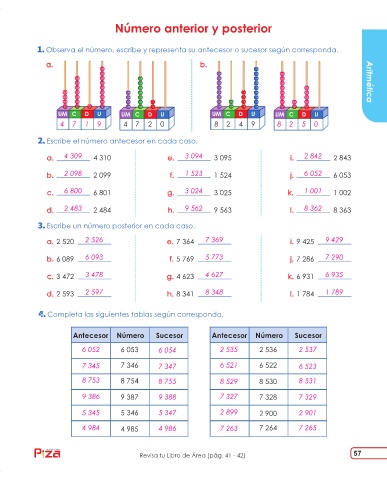 Número anterior y posterior
1. Observa el número, escribe y representa su antecesor o sucesor según corresponda.
a.
b.
UM C D U UM C D U UM C D U UM C D U
4 7 1 9 4 7 2 0 8 2 4 9 8 2 5 0
Aritmética
2. Escribe el número antecesor en cada caso.
a. 4 309 4 310 e. 3 094 3 095 i. 2 842 2 843
b. 2 098 2 099 f. 1 523 1 524 j. 6 052 6 053
c. 6 800 6 801 g. 3 024 3 025 k. 1 001 1 002
d. 2 483 2 484 h. 9 562 9 563 l. 8 362 8 363
3. Escribe un número posterior en cada caso.
a. 2 520 2 526 e. 7 364 7 369 i. 9 425 9 429
b. 6 089 6 093 f. 5 769 5 773 j. 7 286 7 290
c. 3 472 3 478 g. 4 623 4 627 k. 6 931 6 935
d. 2 593 2 597 h. 8 341 8 348 l. 1 784 1 789
4. Completa las siguientes tablas según corresponda.
Antecesor Número Sucesor Antecesor Número Sucesor
6 052 6 053 6 054 2 535 2 536 2 537
7 345 7 346 7 347 6 521 6 522 6 523
8 753 8 754 8 755 8 529 8 530 8 531
9 386 9 387 9 388 7 327 7 328 7 329
5 345 5 346 5 347 2 899 2 900 2 901
4 984 4 985 4 986 7 263 7 264 7 265
Pza
Revisa tu Libro de Área (pág. 41 - 42)
57